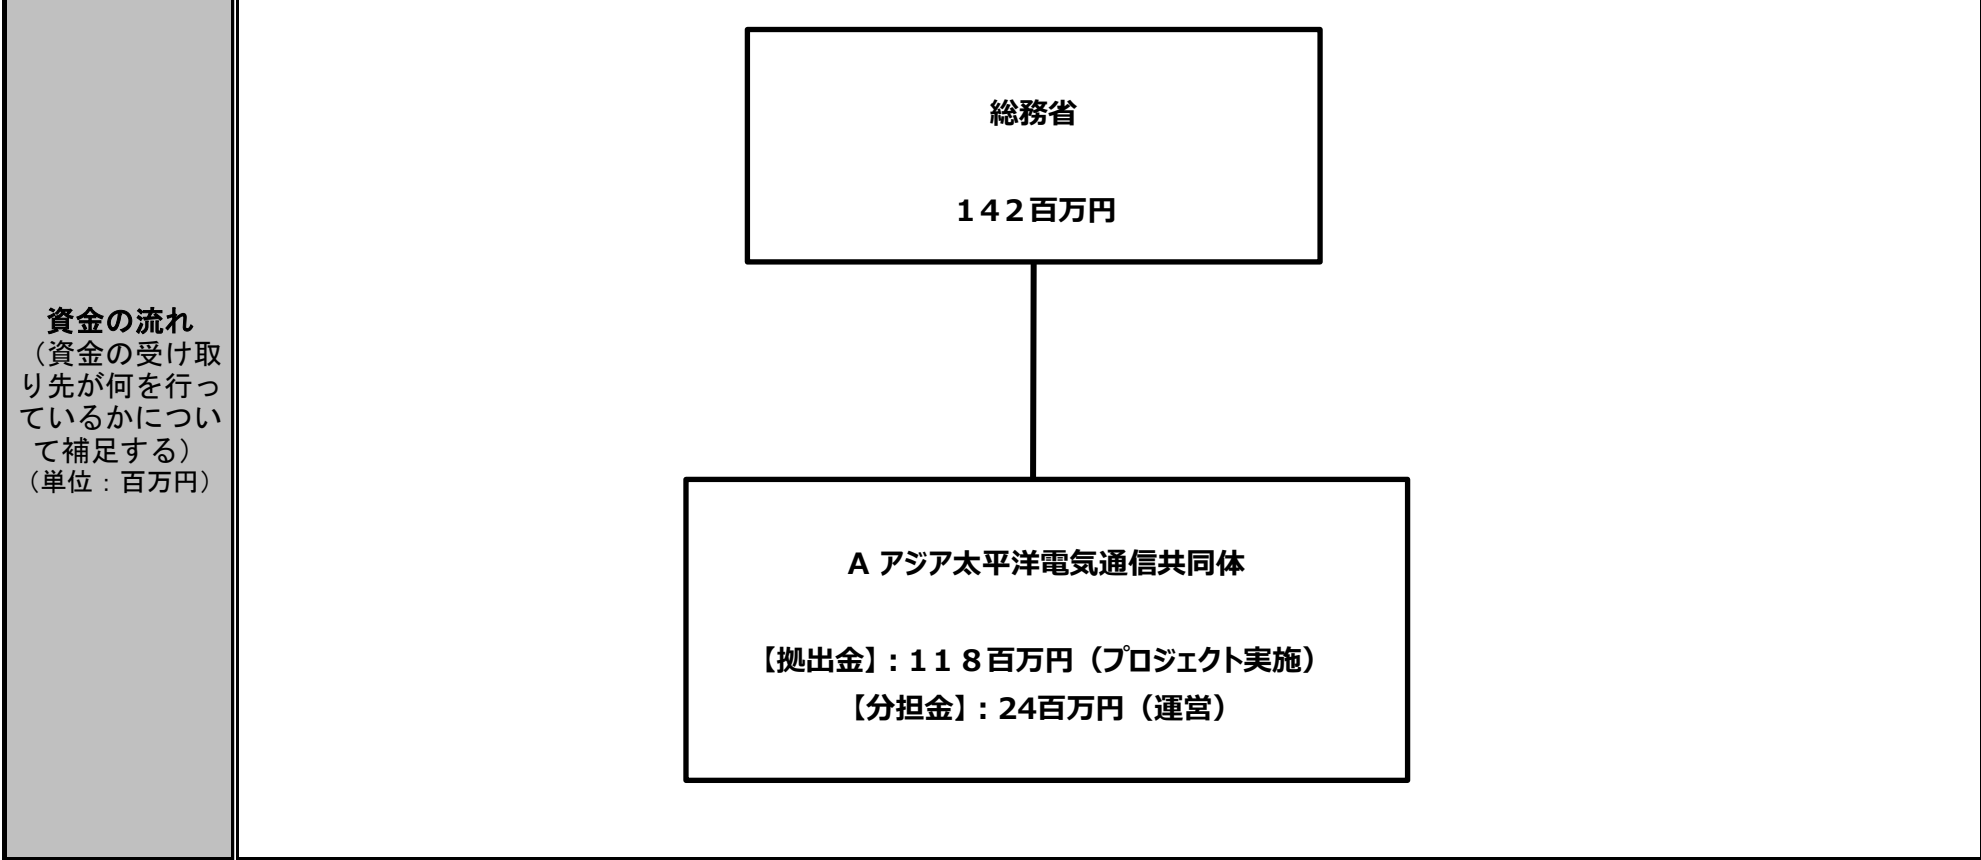 資金の流れ
（資金の受け取
り先が何を行っ
ているかについ
て補足する）
（単位：百万円）
総務省
１４２百万円
A アジア太平洋電気通信共同体
【拠出金】：１１８百万円（プロジェクト実施）
【分担金】：24百万円（運営）